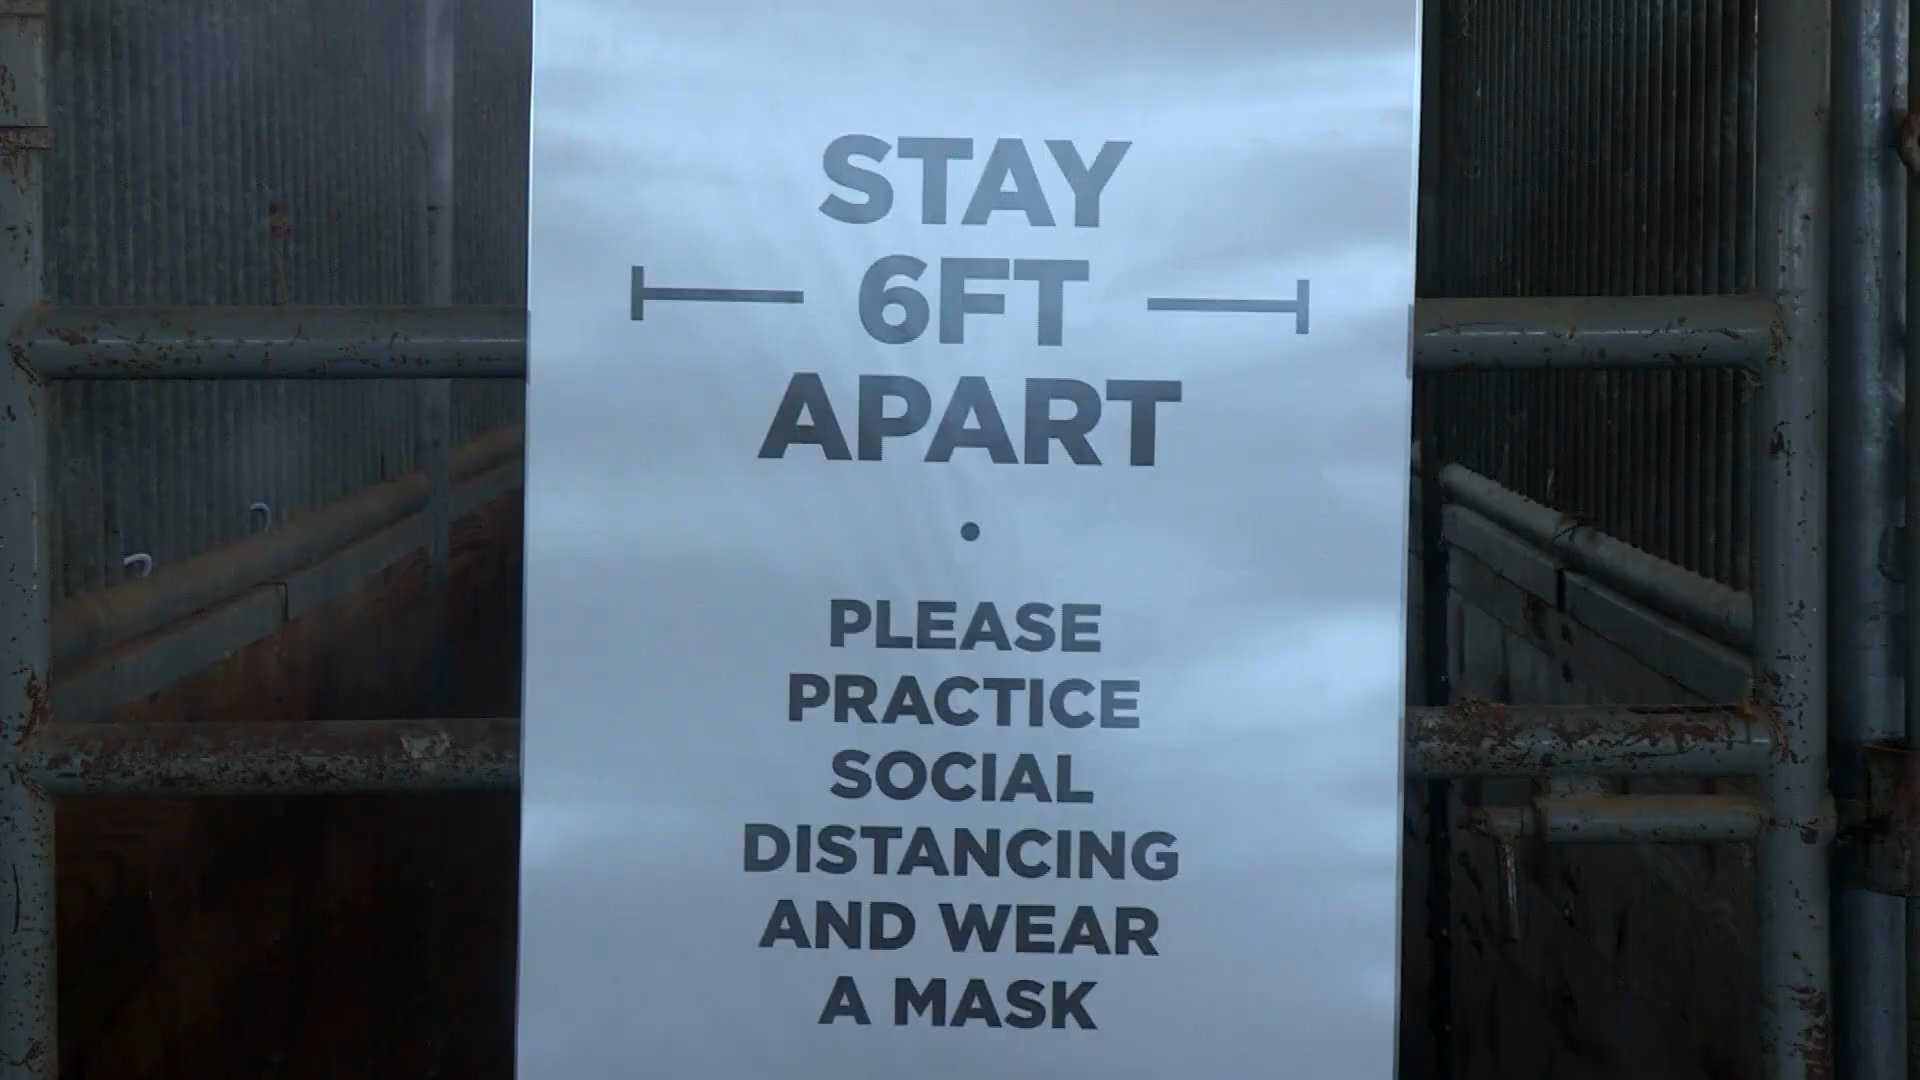 STAY
6FT
APART
•
PLEASE
PRACTICE
SOCIAL
DISTANCING
AND WEAR
A MASK